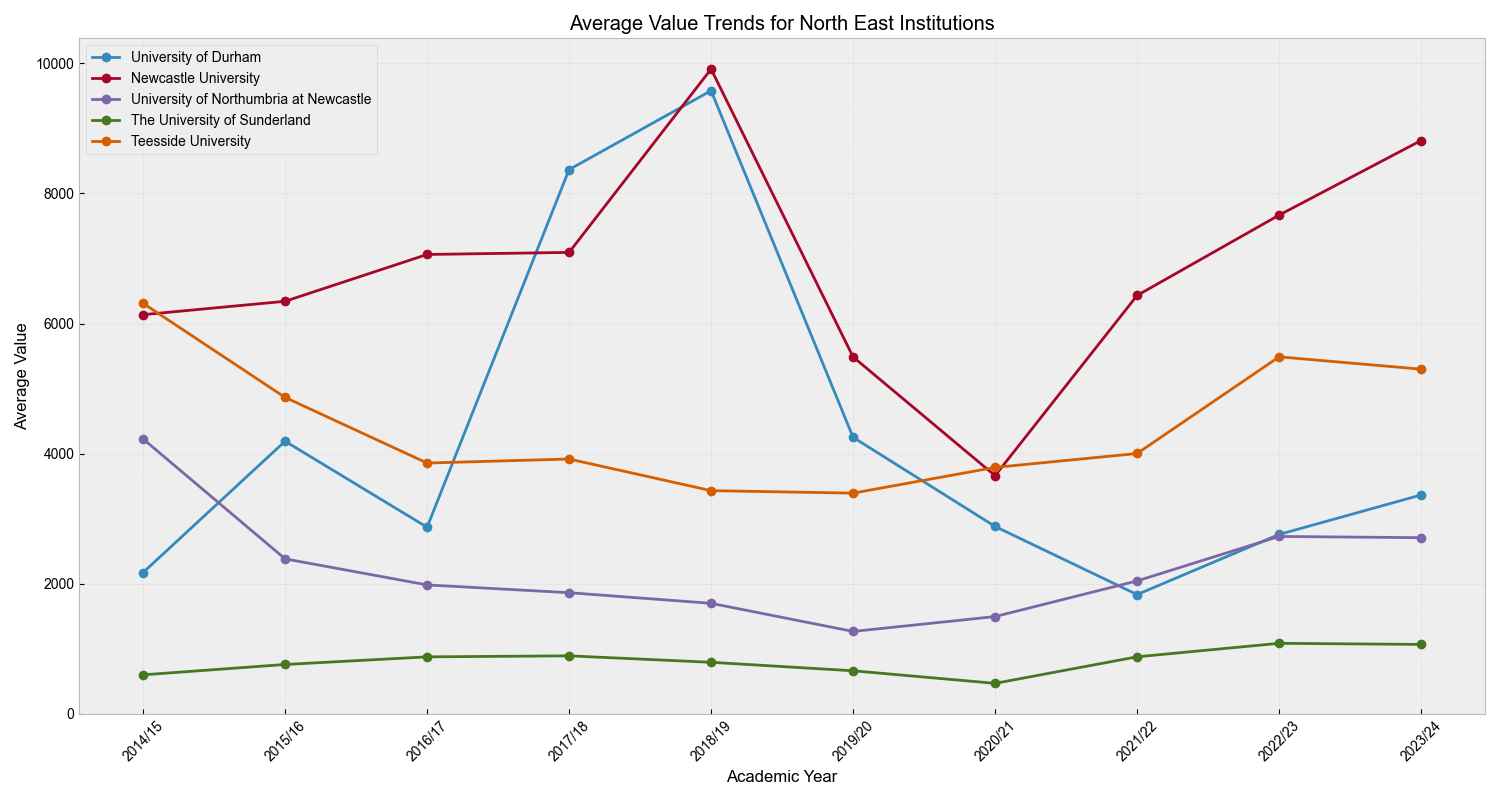 Average Value Trends for North East Institutions
University of Durham
Newcastle University
University of Northumbria at Newcastle
The University of Sunderland
Teesside University
Average Value
10000
8000
6000
4000
2000
0
2014/15
2015/16
2016/17
2017/18
2018/19
2019/20
2020/21
2021/22
2022/23
2023/24
Academic Year